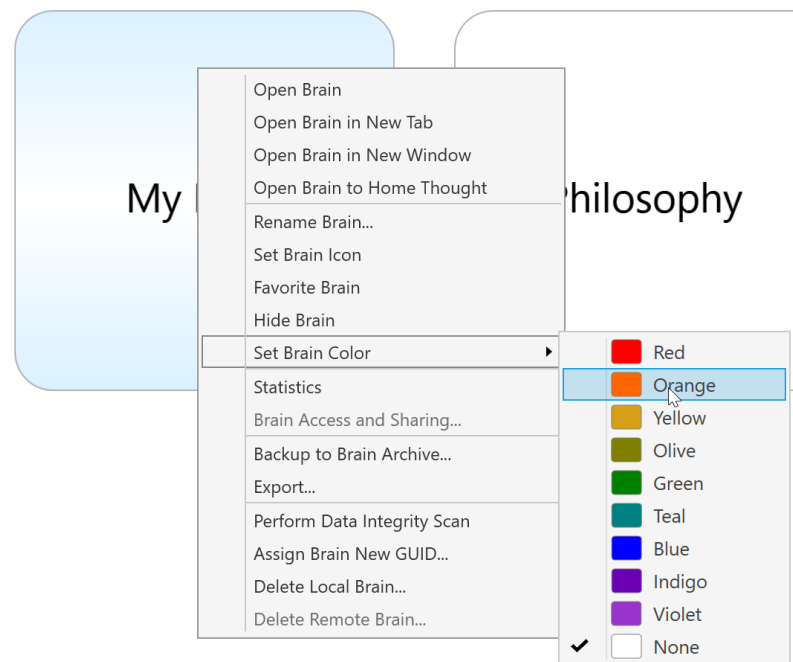 My
Philosophy
Open Brain
Open Brain in New Tab
Open Brain in New Window
Open Brain to Home Thought
Rename Brain...
Set Brain Icon
Favorite Brain
Hide Brain
Set Brain Color
Statistics
Brain Access and Sharing...
Backup to Brain Archive...
Export...
Perform Data Integrity Scan
Assign Brain New GUID...
Delete Local Brain...
Delete Remote Brain...
Red
Orange
Yellow
Olive
Green
Teal
Blue
Indigo
Violet
None